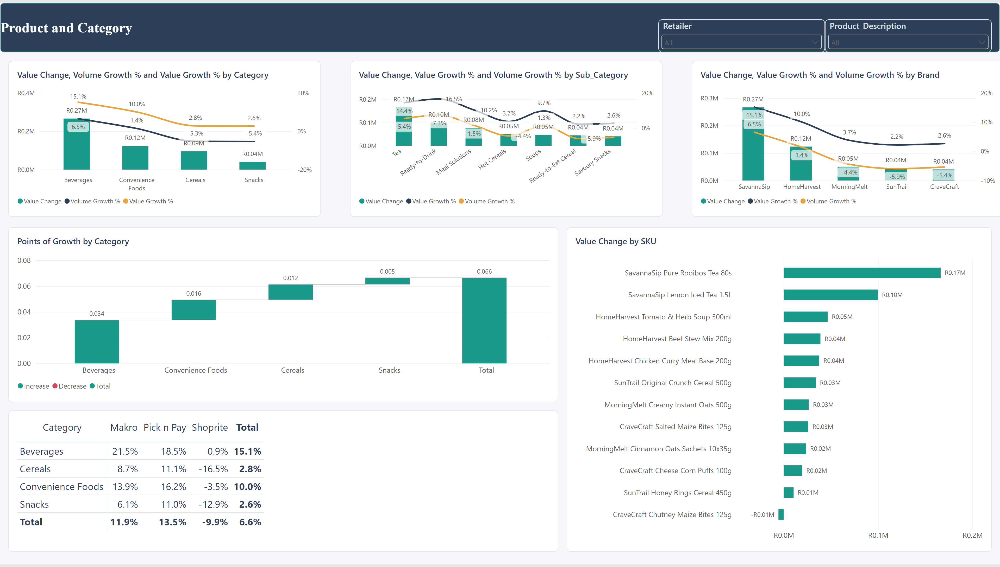 Product and Category
Retailer
All
Product_Description
All
Value Change, Volume Growth % and Value Growth % by Category
R0.4M
R0.2M
R0.0M
20%
0%
-20%
15.1%
10.0%
2.8%
2.6%
R0.27M
6.5%
1.4%
R0.12M
-5.3%
R0.09M
-5.4%
R0.04M
Beverages
Convenience
Foods
Cereals
Snacks
Value Change Volume Growth % Value Growth %
Value Change, Value Growth % and Volume Growth % by Sub_Category
R0.2M
R0.1M
R0.0M
20%
0%
R0.17M
14.4%
5.4%
16.5%
R0.10M
7.3%
10.2%
R0.08M
1.5%
3.7%
R0.05M
-4.4%
9.7%
1.3%
R0.05M
2.2%
R0.04M
-5.9%
2.6%
R0.04M
Tea
Ready-to-Drink
Meal Solutions
Hot Cereals
Soups
Ready-to-Eat Cereal
Savoury Snacks
Value Change Value Growth % Volume Growth %
Value Change, Value Growth % and Volume Growth % by Brand
R0.3M
R0.2M
R0.1M
R0.0M
20%
10%
0%
-10%
R0.27M
15.1%
6.5%
10.0%
R0.12M
1.4%
3.7%
R0.05M
-4.4%
2.2%
R0.04M
-5.9%
2.6%
R0.04M
-5.4%
SavannaSip
HomeHarvest
MorningMelt
SunTrail
CraveCraft
Value Change Value Growth % Volume Growth %
Points of Growth by Category
0.08
0.06
0.04
0.02
0.00
0.034
0.016
0.012
0.005
0.066
Beverages
Convenience Foods
Cereals
Snacks
Total
Increase Decrease Total
Category Makro Pick n Pay Shoprite Total
Beverages 21.5% 18.5% 0.9% 15.1%
Cereals 8.7% 11.1% -16.5% 2.8%
Convenience Foods 13.9% 16.2% -3.5% 10.0%
Snacks 6.1% 11.0% -12.9% 2.6%
Total 11.9% 13.5% -9.9% 6.6%
Value Change by SKU
SavannaSip Pure Rooibos Tea 80s R0.17M
SavannaSip Lemon Iced Tea 1.5L R0.10M
HomeHarvest Tomato & Herb Soup 500ml R0.05M
HomeHarvest Beef Stew Mix 200g R0.04M
HomeHarvest Chicken Curry Meal Base 200g R0.04M
SunTrail Original Crunch Cereal 500g R0.03M
MorningMelt Creamy Instant Oats 500g R0.03M
CraveCraft Salted Maize Bites 125g R0.03M
MorningMelt Cinnamon Oats Sachets 10x35g R0.02M
CraveCraft Cheese Corn Puffs 100g R0.02M
SunTrail Honey Rings Cereal 450g R0.01M
CraveCraft Chutney Maize Bites 125g -R0.01M
R0.0M R0.1M R0.2M